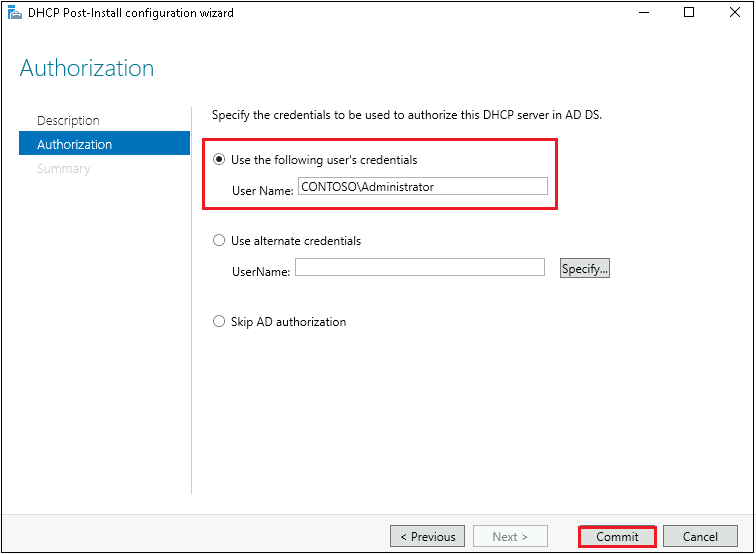 DHCP Post-Install configuration wizard
Authorization
Description
Authorization
Summary
Specify the credentials to be used to authorize this DHCP server in AD DS.
Use the following user's credentials
User Name: CONTOSO\Administrator
Use alternate credentials
UserName:
Specify...
Skip AD authorization
< Previous
Next >
Commit
Cancel